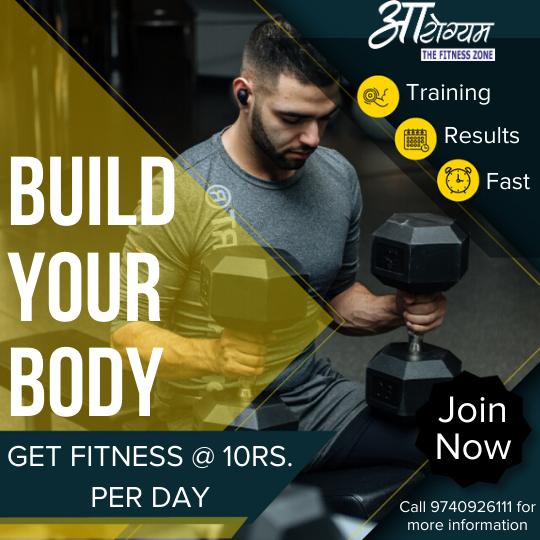 आरोग्यम
THE FITNESS ZONE
Training
Results
Fast
BUILD
YOUR
BODY
GET FITNESS @ 10RS.
PER DAY
Join
Now
Call 9740926111 for
more information